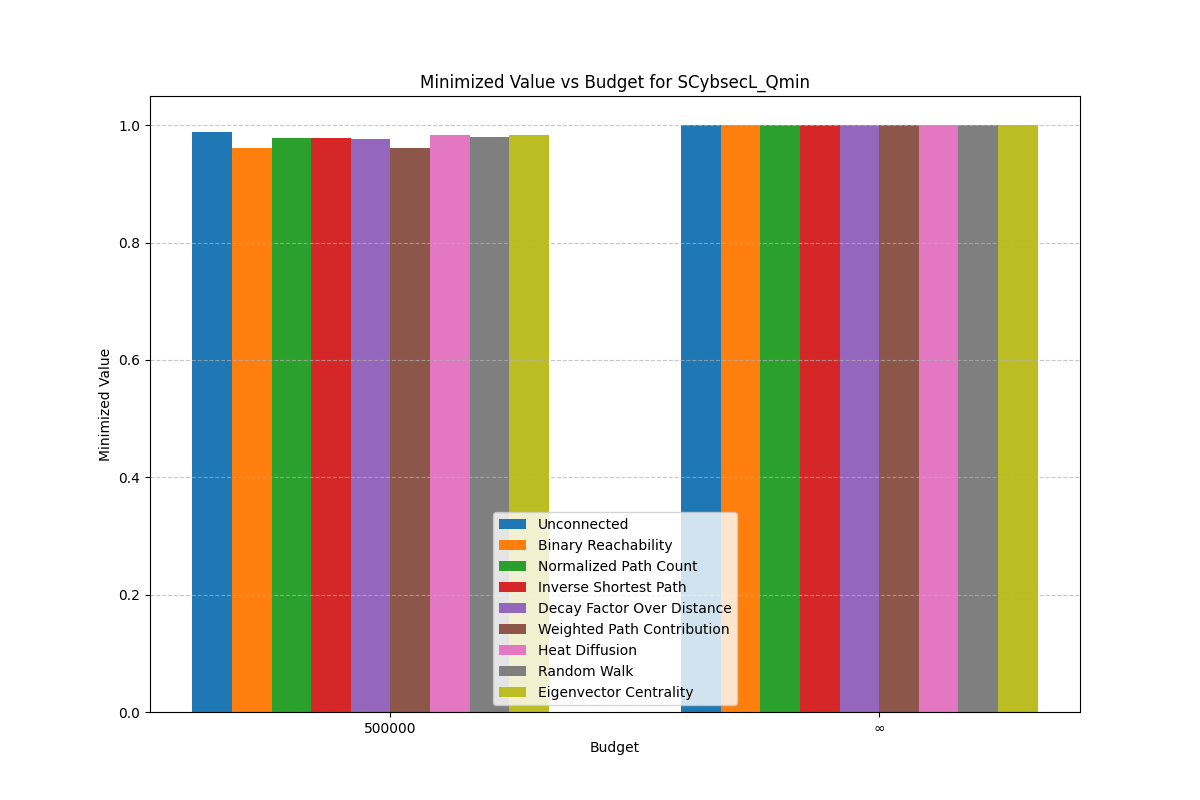 Minimized Value vs Budget for SCybsecL_Qmin
Minimized Value
1.0
0.8
0.6
0.4
0.2
0.0
Unconnected
Binary Reachability
Normalized Path Count
Inverse Shortest Path
Decay Factor Over Distance
Weighted Path Contribution
Heat Diffusion
Random Walk
Eigenvector Centrality
500000
∞
Budget